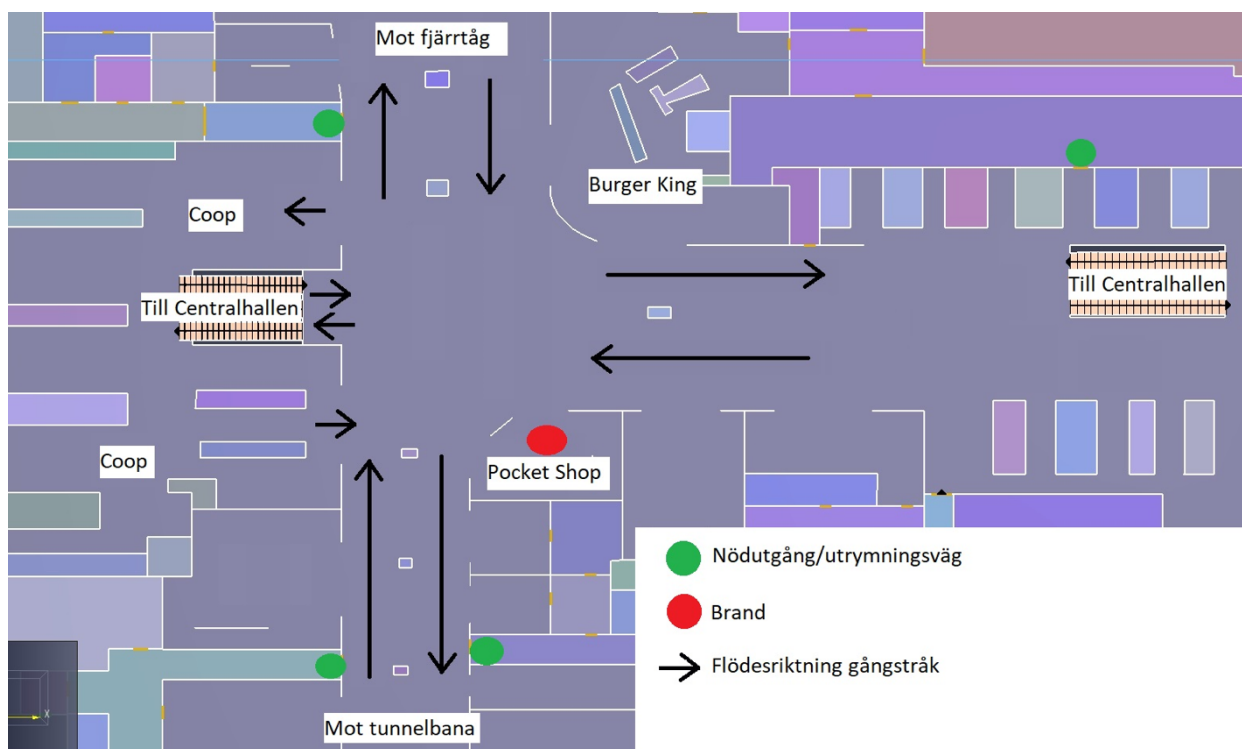 Mot fjärrtåg
Burger King
Coop
Till Centralhallen
Till Centralhallen
Coop
Pocket Shop
Nödutgång/utrymningsväg
Brand
Flödesriktning gångstråk
Mot tunnelbana
X